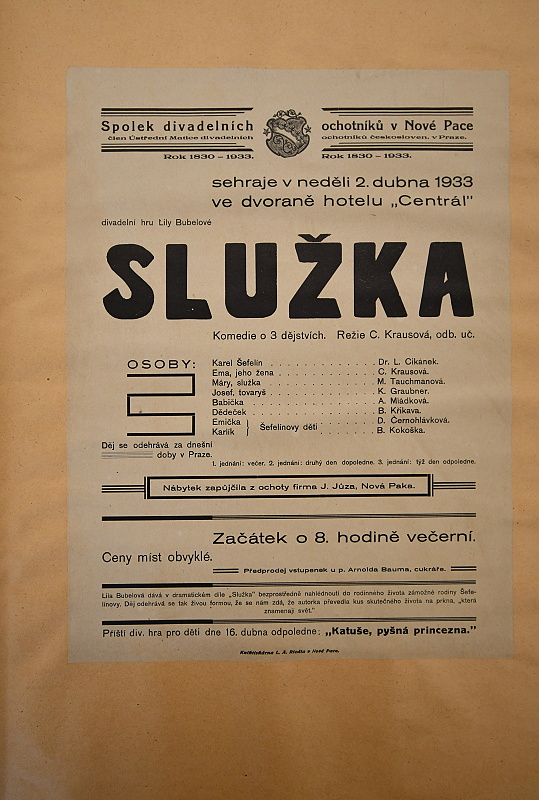 Spolek divadelních ochotníků v Nové Pace
člen Ústřední Matice divadelních ochotníků českosloven. v Praze.
Rok 1830 - 1933. Rok 1830 - 1933.
sehraje v neděli 2. dubna 1933
ve dvoraně hotelu „Centrál"
divadelní hru Lily Bubelové
SLUŽKA
Komedie o 3 dějstvích. Režie C. Krausová, odb. uč.
OSOBY:
Karel Šefelín . . . . . . . . . . . . Dr. L. Cikánek.
Ema, jeho žena . . . . . . . . . . . . C. Krausová.
Máry, služka . . . . . . . . . . . . M. Tauchmanová.
Josef, tovaryš . . . . . . . . . . . . K. Graubner.
Babička . . . . . . . . . . . . A. Mládková.
Dědeček . . . . . . . . . . . . B. Křikava.
Emička } Šefelínovy děti . . . . . . D. Černohlávková.
Karlík } B. Kokoška.
Děj se odehrává za dnešní
doby v Praze.
1. jednání: večer. 2. jednání: druhý den dopoledne. 3. jednání: týž den odpoledne.
Nábytek zapůjčila z ochoty firma J. Jůza, Nová Paka.
Začátek o 8. hodině večerní.
Ceny míst obvyklé.
Předprodej vstupenek u p. Arnolda Bauma, cukráře.
Lila Bubelová dává v dramatickém díle „Služka" bezprostředně nahlédnouti do rodinného života zámožné rodiny Šefe-
línovy. Děj odehrává se tak živou formou, že se nám zdá, že autorka převedla kus skutečného života na prkna, „která
znamenají svět."
Příští div. hra pro děti dne 16. dubna odpoledne: „Katuše, pyšná princezna."
Knihtiskárna L. A. Riedla v Nové Pace.